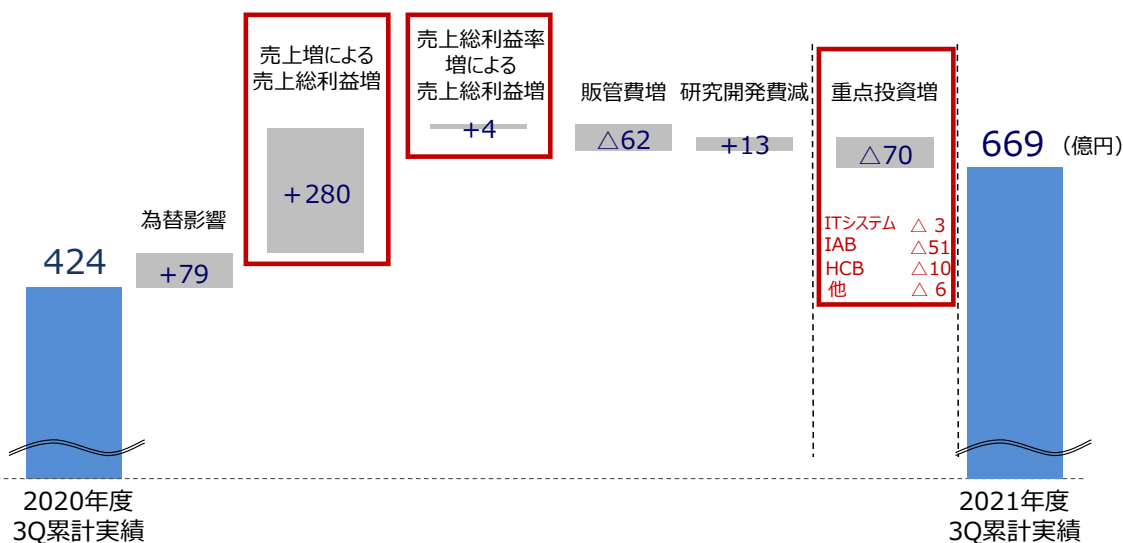 売上増による
売上総利益増
+280
売上総利益率
増による
売上総利益増
+4
販管費増
△62
研究開発費減
+13
重点投資増
△70
ITシステム △ 3
IAB △51
HCB △10
他 △ 6
669 (億円)
為替影響
+79
424
2020年度
3Q累計実績
2021年度
3Q累計実績